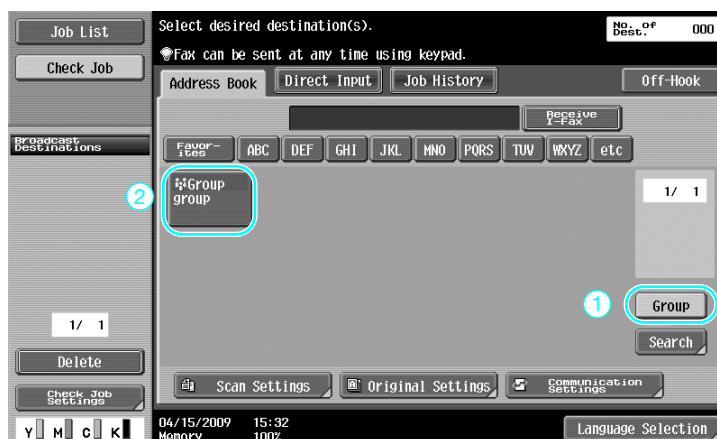 Job List
Check Job
Select desired destination(s).
No. of
Dest. 000
Fax can be sent at any time using keypad.
Address Book
Direct Input
Job History
Off-Hook
Receive
I-Fax
Broadcast
Destinations
Favor-
ites
ABC
DEF
GHI
JKL
MNO
PQRS
TUV
WXYZ
etc
2
Group
group
1/ 1
1
Group
1/ 1
Search
Delete
Scan Settings
Original Settings
Communication
Settings
Check Job
Settings
Y M C K
04/15/2009 15:32
Memory 100%
Language Selection